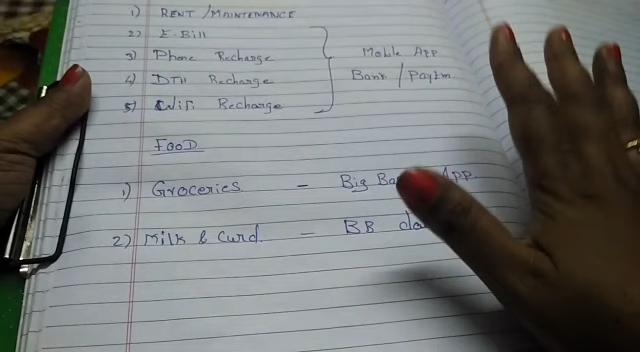 1) RENT / MAINTENANCE
2) E-Bill
3) Phone Recharge
Mobile App
4) DTH Recharge
Bank / Paytm.
5) Wifi Recharge
FOOD
1) Groceries - Big App
2) Milk & Curd. - BB